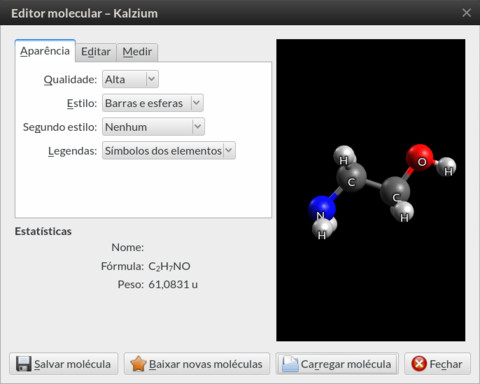 Editor molecular – Kalzium
Aparência Editar Medir
Qualidade: Alta
Estilo: Barras e esferas
Segundo estilo: Nenhum
Legendas: Símbolos dos elementos
Estatísticas
Nome:
Fórmula: C₂H₇NO
Peso: 61,0831 u
H
O
H
C
C
N
H
H
Salvar molécula Baixar novas moléculas Carregar molécula Fechar